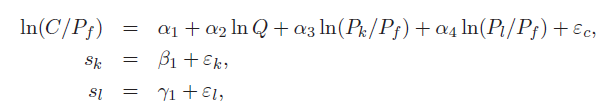 ln(C/P_f) = α_1 + α_2 ln Q + α_3 ln(P_k/P_f) + α_4 ln(P_l/P_f) + ε_c,
s_k = β_1 + ε_k,
s_l = γ_1 + ε_l,